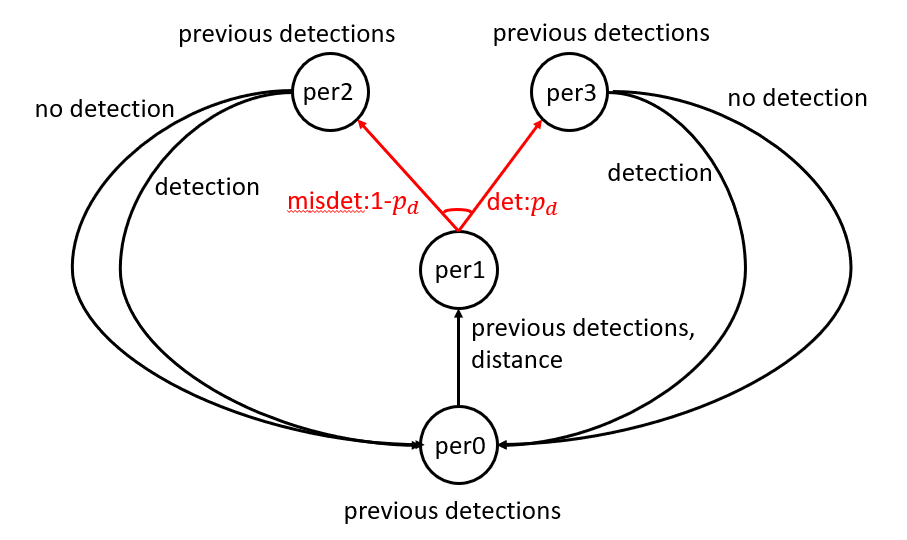 previous detections
previous detections
per2
per3
no detection
no detection
detection
detection
misdet:1-p_d
det:p_d
per1
previous detections,
distance
per0
previous detections